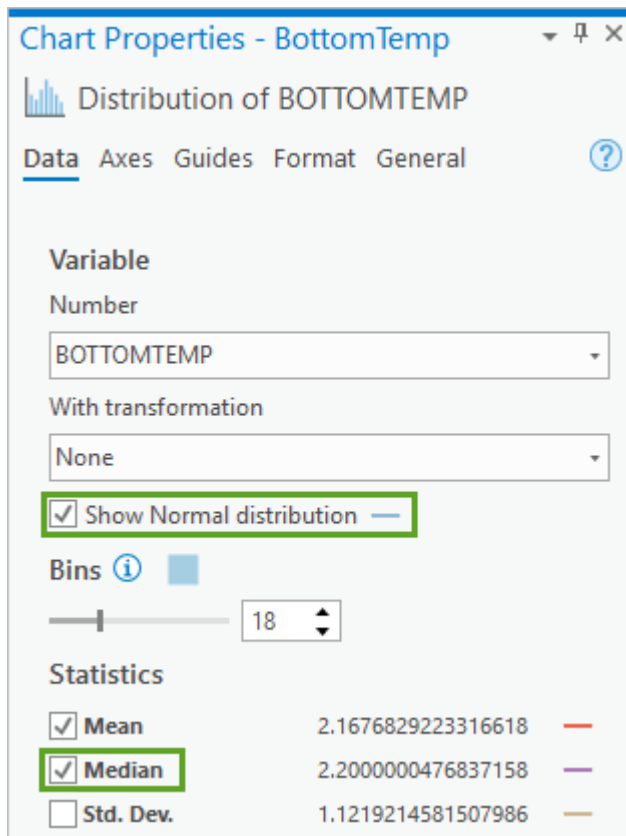 Chart Properties - BottomTemp
Distribution of BOTTOMTEMP
Data Axes Guides Format General
Variable
Number
BOTTOMTEMP
With transformation
None
Show Normal distribution
Bins
18
Statistics
Mean 2.1676829223316618
Median 2.2000000476837158
Std. Dev. 1.1219214581507986